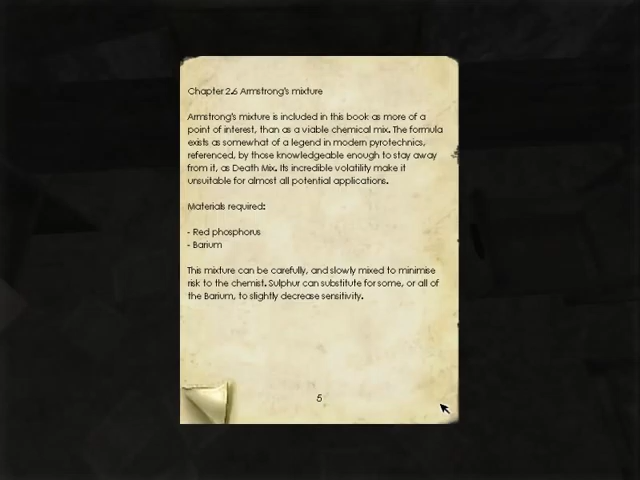 Chapter 2.6 Armstrong's mixture
Armstrong's mixture is included in this book as more of a
point of interest, than as a viable chemical mix. The formula
exists as somewhat of a legend in modern pyrotechnics,
referenced, by those knowledgeable enough to stay away
from it, as Death Mix. Its incredible volatility make it
unsuitable for almost all potential applications.
Materials required:
- Red phosphorus
- Barium
This mixture can be carefully, and slowly mixed to minimise
risk to the chemist. Sulphur can substitute for some, or all of
the Barium, to slightly decrease sensitivity.
5